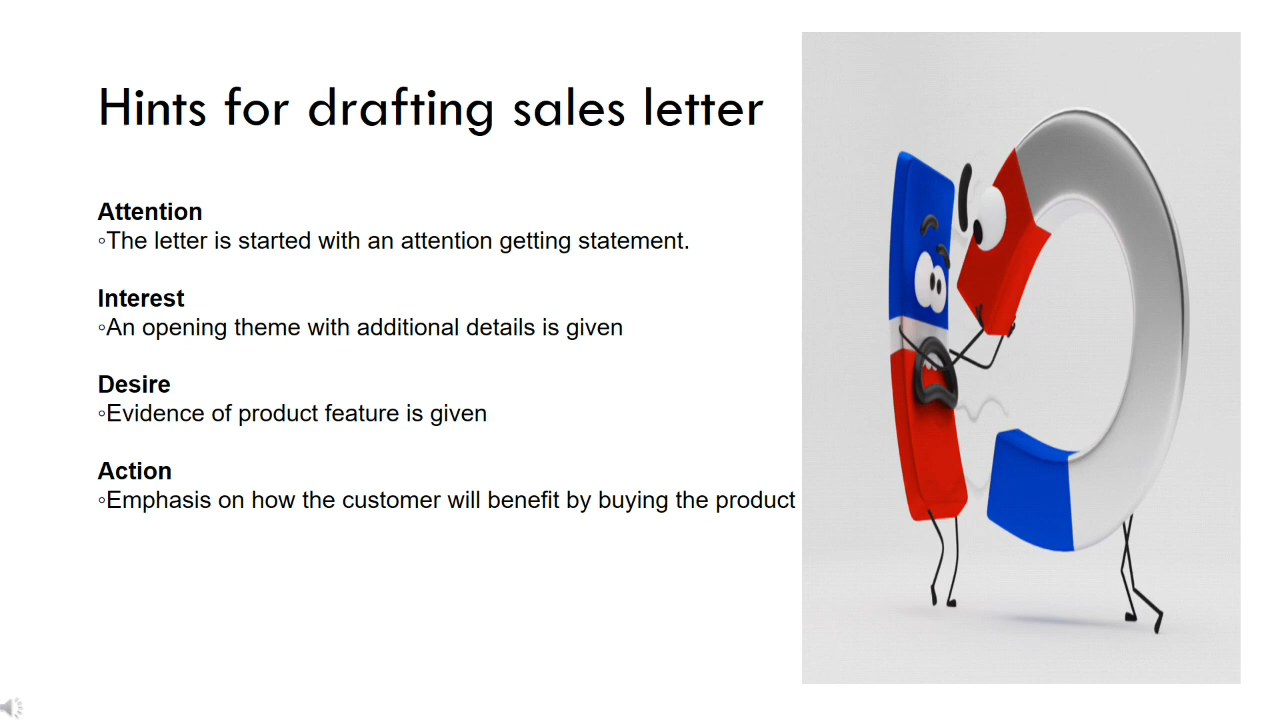 Hints for drafting sales letter
Attention
◦The letter is started with an attention getting statement.
Interest
◦An opening theme with additional details is given
Desire
◦Evidence of product feature is given
Action
◦Emphasis on how the customer will benefit by buying the product